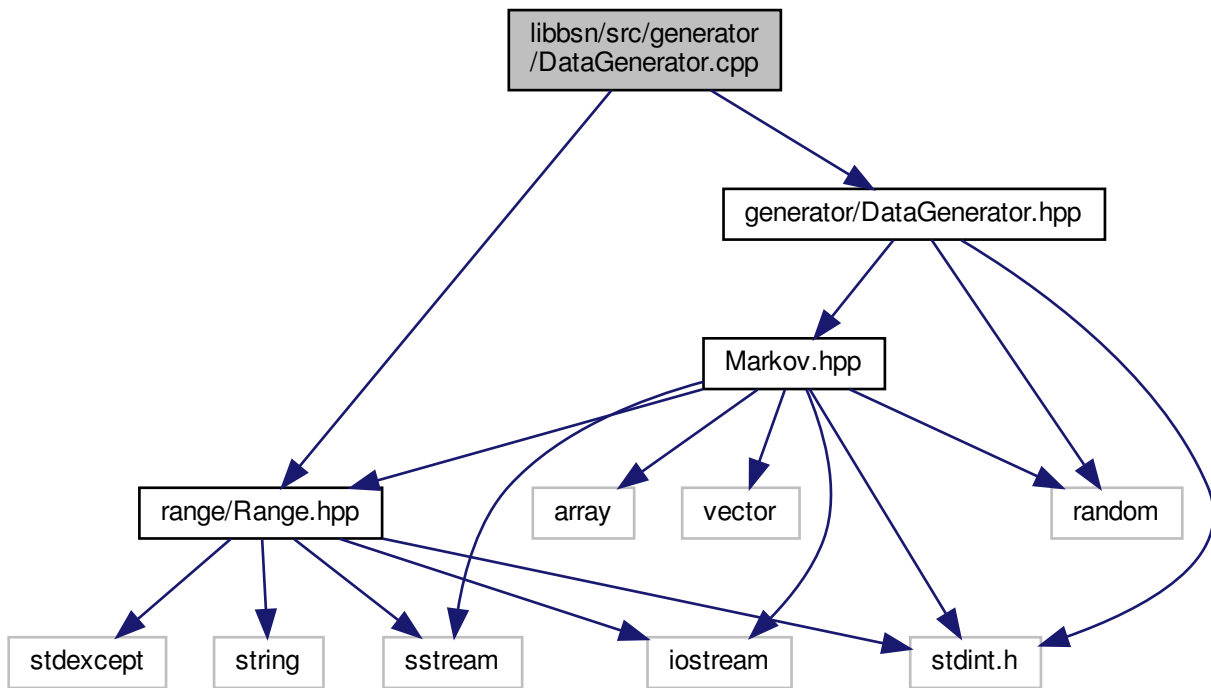 libbsn/src/generator
/DataGenerator.cpp
generator/DataGenerator.hpp
Markov.hpp
range/Range.hpp
array
vector
random
stdexcept
string
sstream
iostream
stdint.h